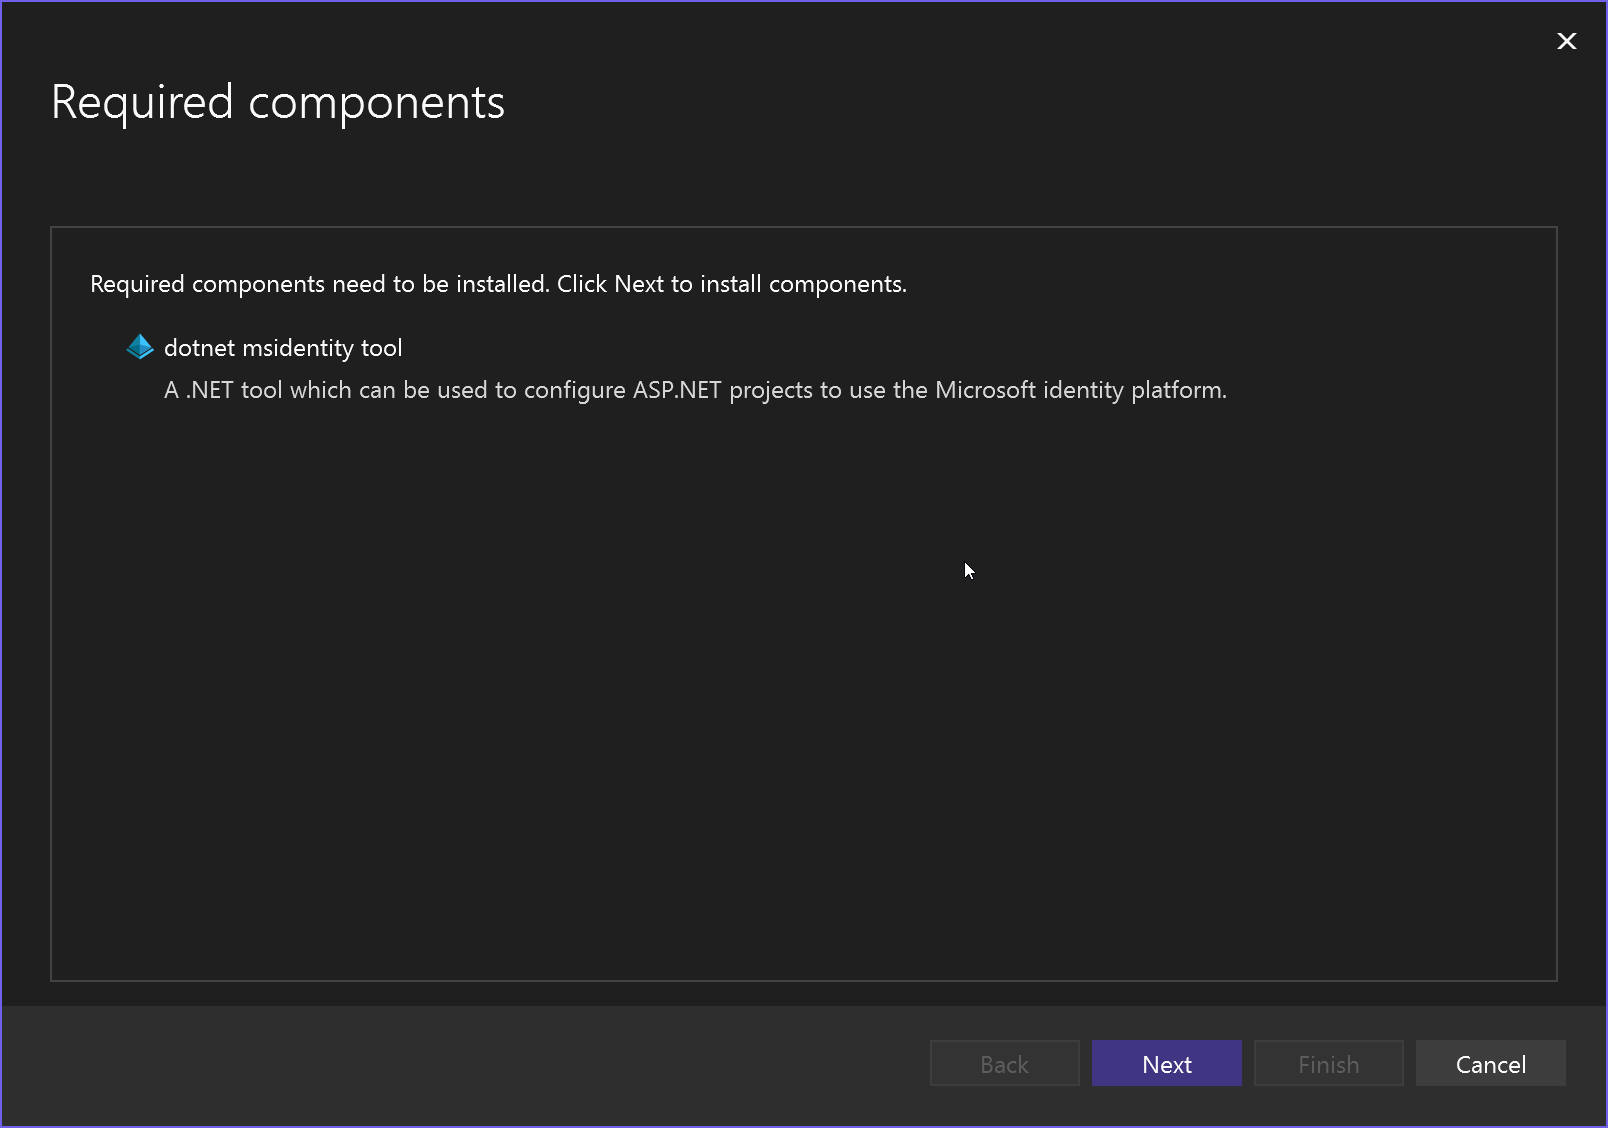 Required components
Required components need to be installed. Click Next to install components.
dotnet msidentity tool
A .NET tool which can be used to configure ASP.NET projects to use the Microsoft identity platform.
Back
Next
Finish
Cancel